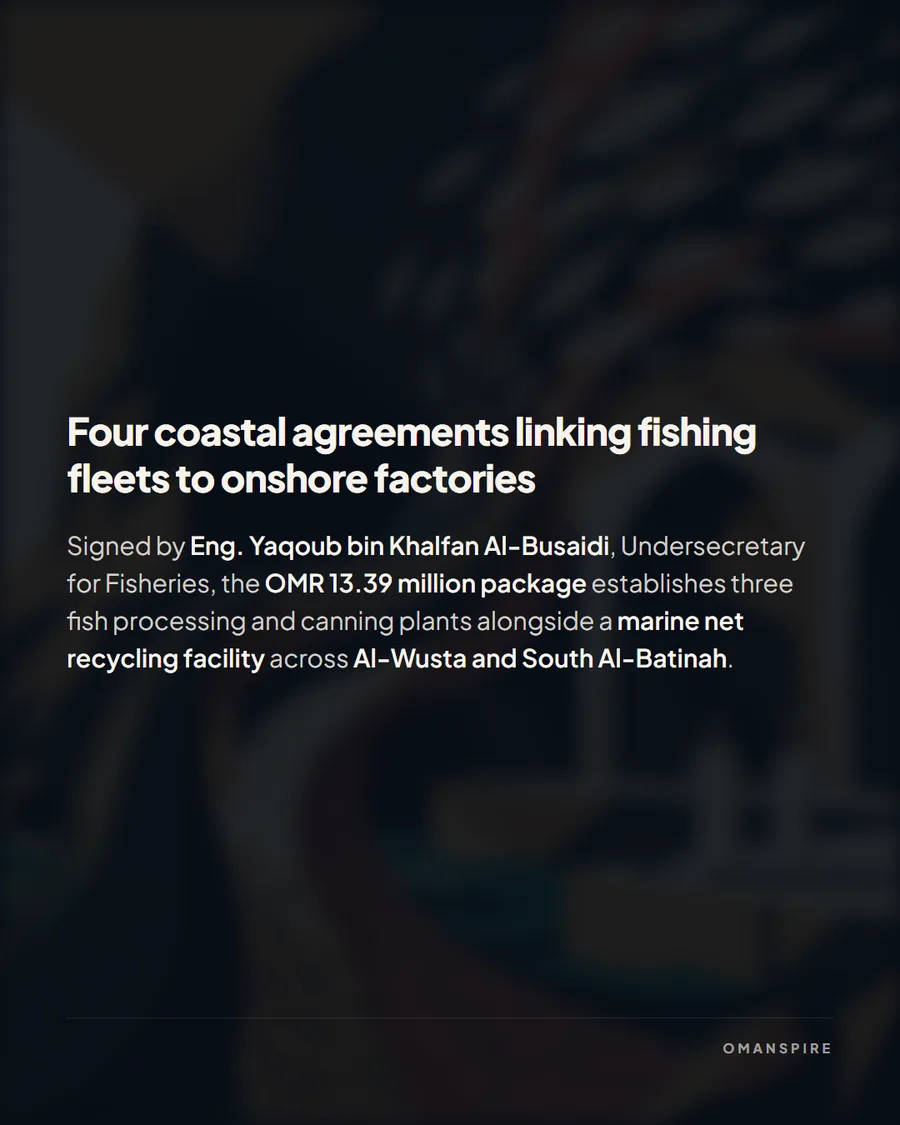 Four coastal agreements linking fishing
fleets to onshore factories
Signed by Eng. Yaqoub bin Khalfan Al-Busaidi, Undersecretary
for Fisheries, the OMR 13.39 million package establishes three
fish processing and canning plants alongside a marine net
recycling facility across Al-Wusta and South Al-Batinah.
OMANSPIRE